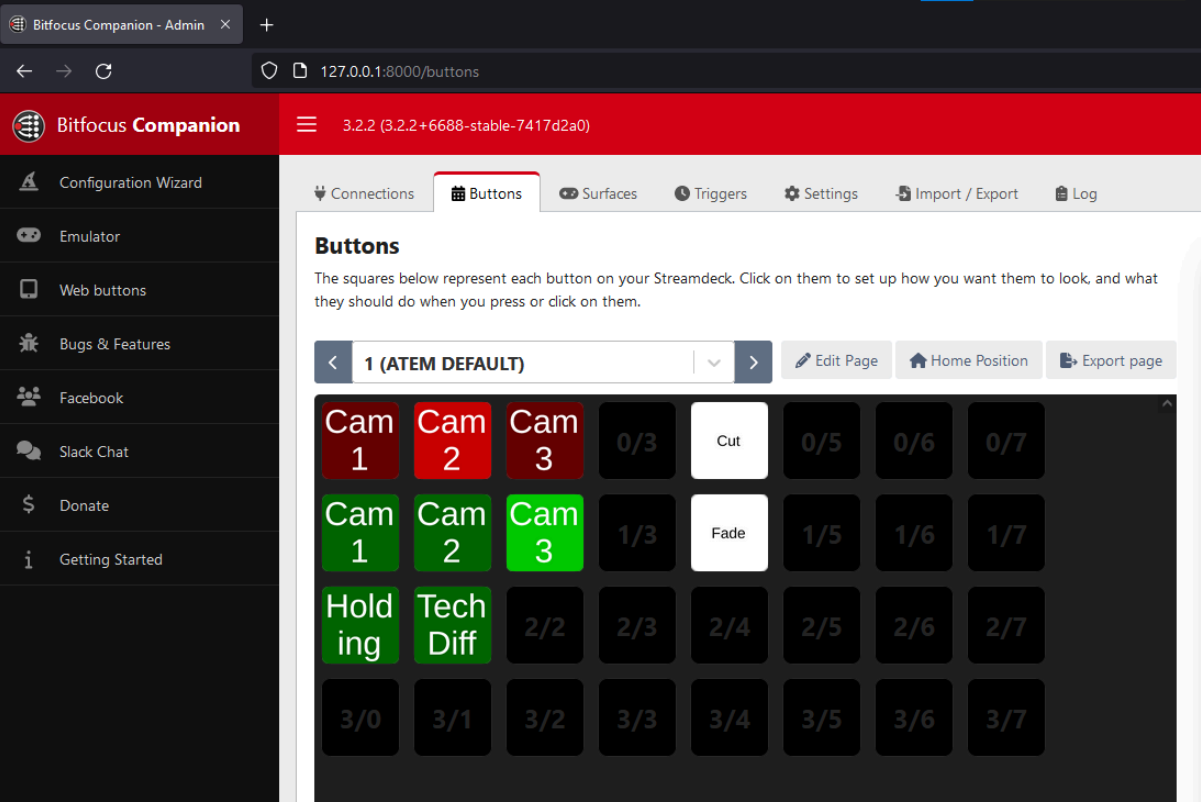 Bitfocus Companion - Admin
127.0.0.1:8000/buttons
Bitfocus Companion
3.2.2 (3.2.2+6688-stable-7417d2a0)
Configuration Wizard
Emulator
Web buttons
Bugs & Features
Facebook
Slack Chat
Donate
Getting Started
Connections Buttons Surfaces Triggers Settings Import / Export Log
Buttons
The squares below represent each button on your Streamdeck. Click on them to set up how you want them to look, and what
they should do when you press or click on them.
1 (ATEM DEFAULT) Edit Page Home Position Export page
Cam 1 Cam 2 Cam 3 0/3 Cut 0/5 0/6 0/7
Cam 1 Cam 2 Cam 3 1/3 Fade 1/5 1/6 1/7
Hold ing Tech Diff 2/2 2/3 2/4 2/5 2/6 2/7
3/0 3/1 3/2 3/3 3/4 3/5 3/6 3/7